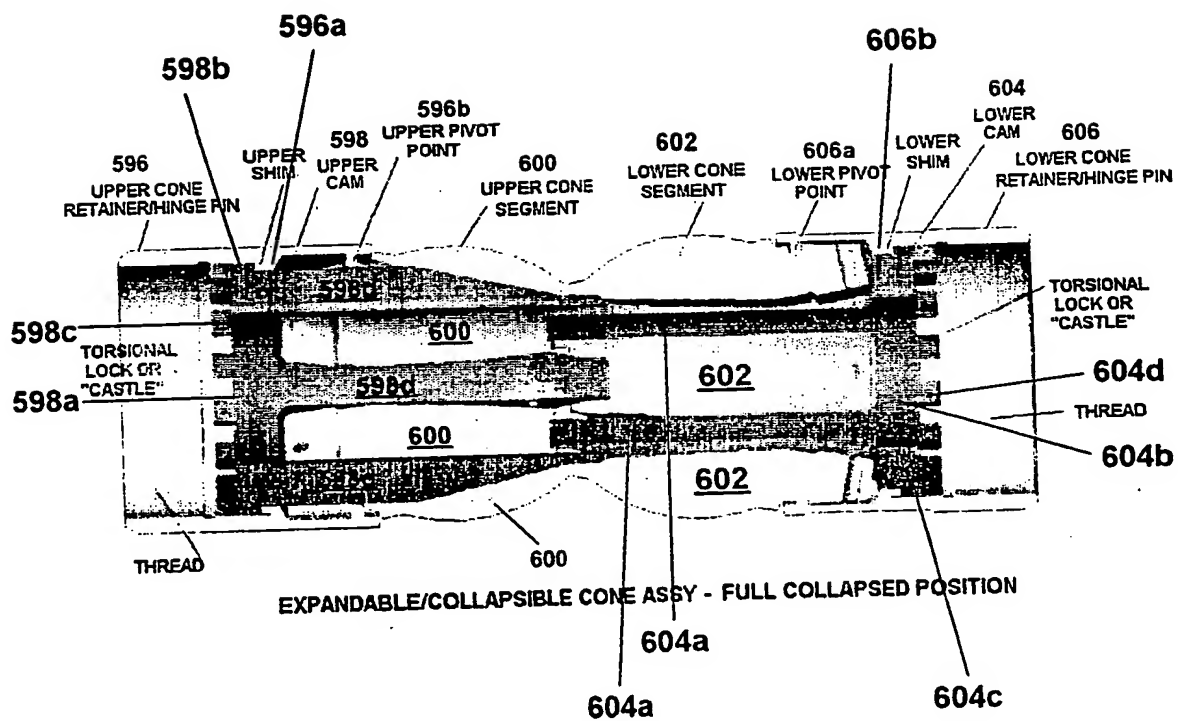 596a
598b
606b
596
UPPER CONE
RETAINER/HINGE PIN
UPPER
SHIM
598
UPPER
CAM
596b
UPPER PIVOT
POINT
600
UPPER CONE
SEGMENT
602
LOWER CONE
SEGMENT
606a
LOWER PIVOT
POINT
LOWER
SHIM
604
LOWER
CAM
606
LOWER CONE
RETAINER/HINGE PIN
598d
598c
600
TORSIONAL
LOCK OR
"CASTLE"
TORSIONAL
LOCK OR
"CASTLE"
598a
598d
602
604d
THREAD
600
604b
602
THREAD
600
604a
604a
604c
EXPANDABLE/COLLAPSIBLE CONE ASSY - FULL COLLAPSED POSITION